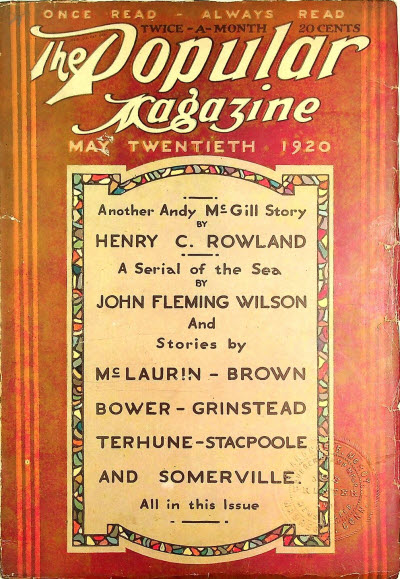 ONCE READ ALWAYS READ
TWICE-A-MONTH 20 CENTS
The Popular
Magazine
MAY TWENTIETH 1920
Another Andy McGill Story
BY
HENRY C. ROWLAND
A Serial of the Sea
BY
JOHN FLEMING WILSON
And
Stories by
McLAURIN - BROWN
BOWER - GRINSTEAD
TERHUNE - STACPOOLE
AND SOMERVILLE.
All in this Issue